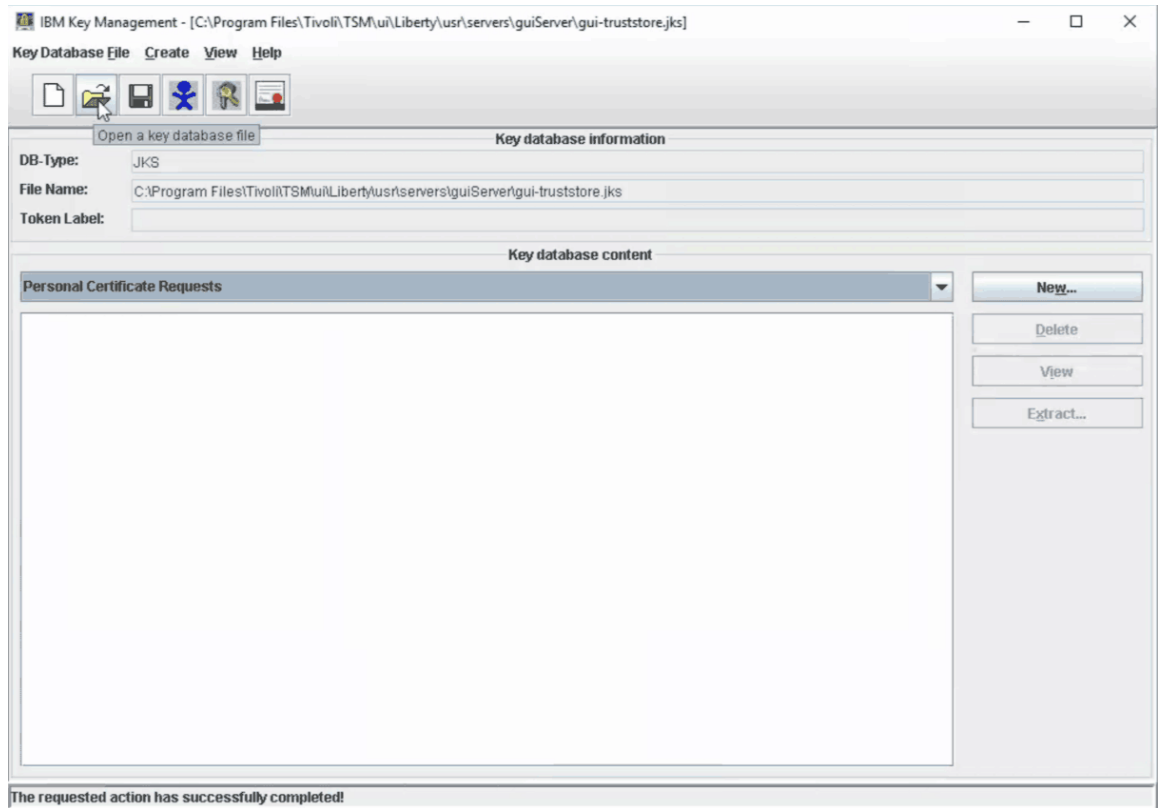 IBM Key Management - [C:\Program Files\Tivoli\TSM\ui\Liberty\usr\servers\guiServer\gui-truststore.jks]
Key Database File Create View Help
Open a key database file
Key database information
DB-Type: JKS
File Name: C:\Program Files\Tivoli\TSM\ui\Liberty\usr\servers\guiServer\gui-truststore.jks
Token Label:
Key database content
Personal Certificate Requests
New...
Delete
View
Extract...
The requested action has successfully completed!